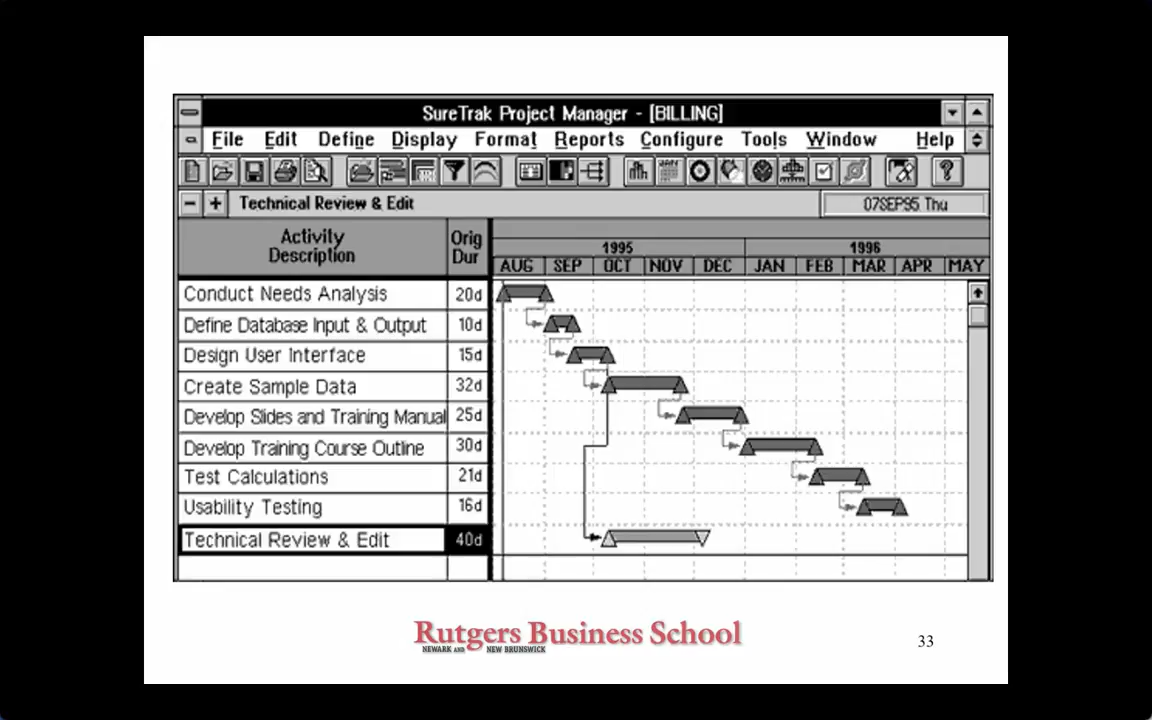 SureTrak Project Manager - [BILLING]
File Edit Define Display Format Reports Configure Tools Window Help
- + Technical Review & Edit 07SEP95 Thu
Activity Description Orig Dur
1995 1996
AUG SEP OCT NOV DEC JAN FEB MAR APR MAY
Conduct Needs Analysis 20d
Define Database Input & Output 10d
Design User Interface 15d
Create Sample Data 32d
Develop Slides and Training Manual 25d
Develop Training Course Outline 30d
Test Calculations 21d
Usability Testing 16d
Technical Review & Edit 40d
Rutgers Business School
NEWARK AND NEW BRUNSWICK
33